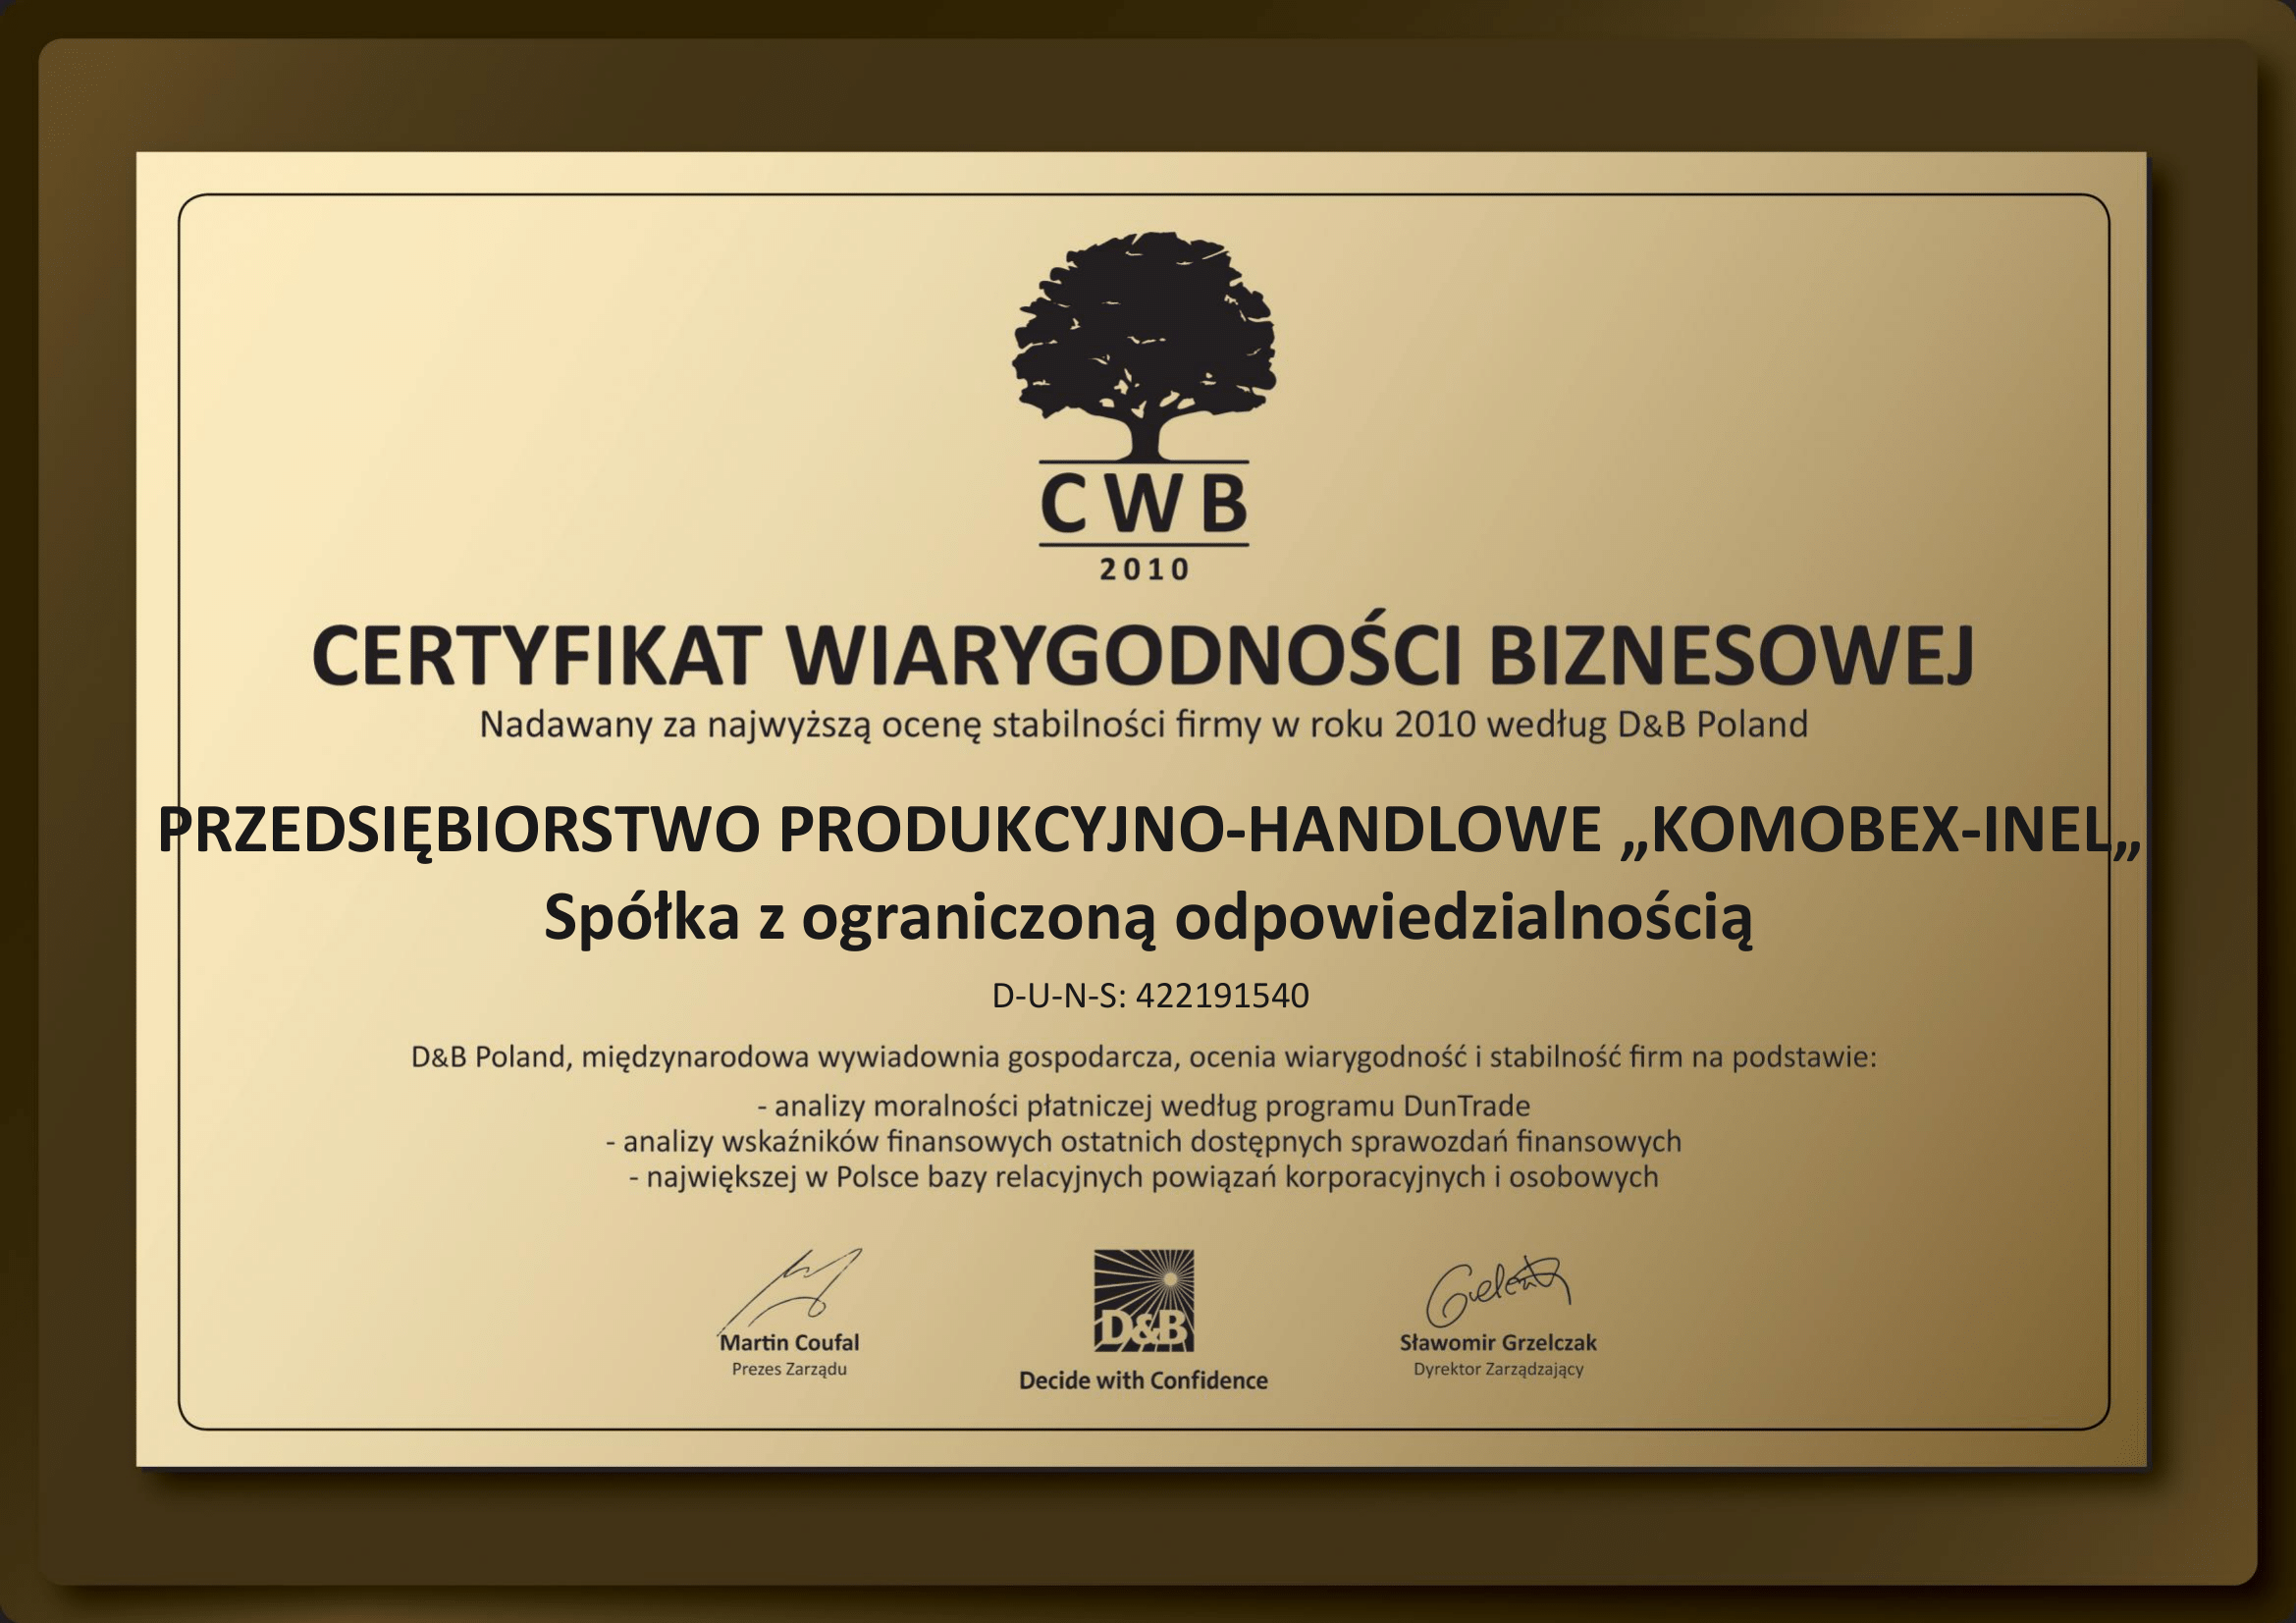 CWB
2010
CERTYFIKAT WIARYGODNOŚCI BIZNESOWEJ
Nadawany za najwyższą ocenę stabilności firmy w roku 2010 według D&B Poland
PRZEDSIĘBIORSTWO PRODUKCYJNO-HANDLOWE „KOMOBEX-INEL„
Spółka z ograniczoną odpowiedzialnością
D-U-N-S: 422191540
D&B Poland, międzynarodowa wywiadownia gospodarcza, ocenia wiarygodność i stabilność firm na podstawie:
- analizy moralności płatniczej według programu DunTrade
- analizy wskaźników finansowych ostatnich dostępnych sprawozdań finansowych
- największej w Polsce bazy relacyjnych powiązań korporacyjnych i osobowych
D&B
Martin Coufal
Prezes Zarządu
Decide with Confidence
Sławomir Grzelczak
Dyrektor Zarządzający